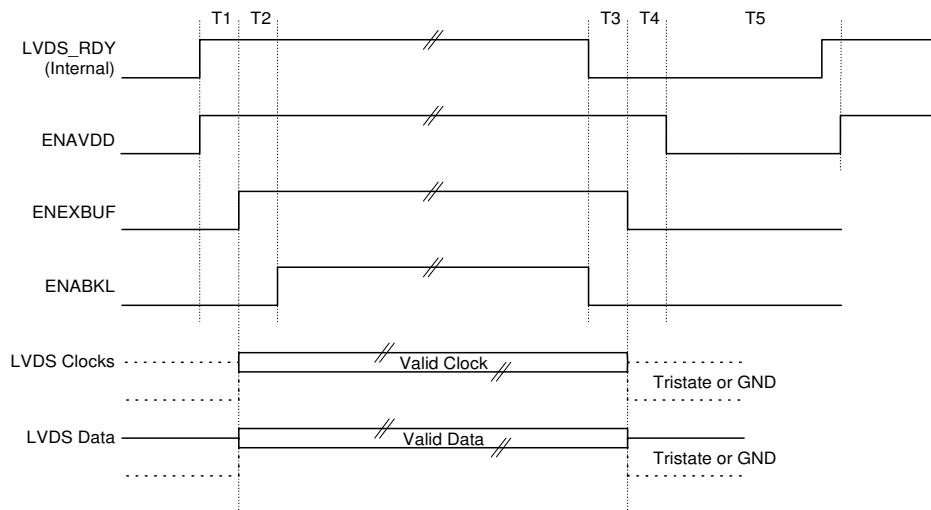 T1 T2 T3 T4 T5
LVDS_RDY
(Internal)
ENAVDD
ENEXBUF
ENABKL
LVDS Clocks
Valid Clock
Tristate or GND
LVDS Data
Valid Data
Tristate or GND